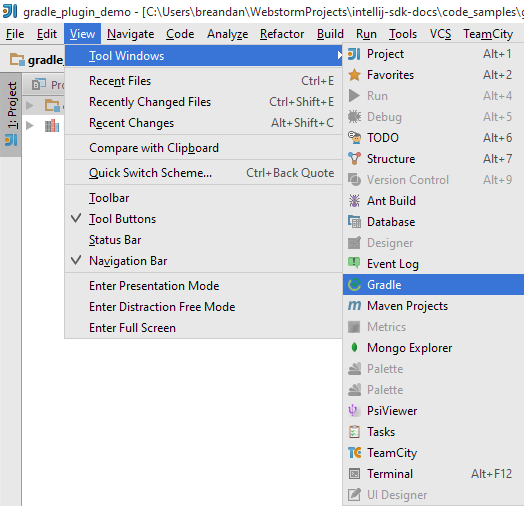 gradle_plugin_demo - [C:\Users\breandan\WebstormProjects\intellij-sdk-docs\code_samples\g
File Edit View Navigate Code Analyze Refactor Build Run Tools VCS TeamCity
gradle_
1: Project
Pro
Tool Windows
Recent Files Ctrl+E
Recently Changed Files Ctrl+Shift+E
Recent Changes Alt+Shift+C
Compare with Clipboard
Quick Switch Scheme... Ctrl+Back Quote
Toolbar
Tool Buttons
Status Bar
Navigation Bar
Enter Presentation Mode
Enter Distraction Free Mode
Enter Full Screen
Project Alt+1
Favorites Alt+2
Run Alt+4
Debug Alt+5
TODO Alt+6
Structure Alt+7
Version Control Alt+9
Ant Build
Database
Designer
Event Log
Gradle
Maven Projects
Metrics
Mongo Explorer
Palette
Palette
PsiViewer
Tasks
TeamCity
Terminal Alt+F12
UI Designer